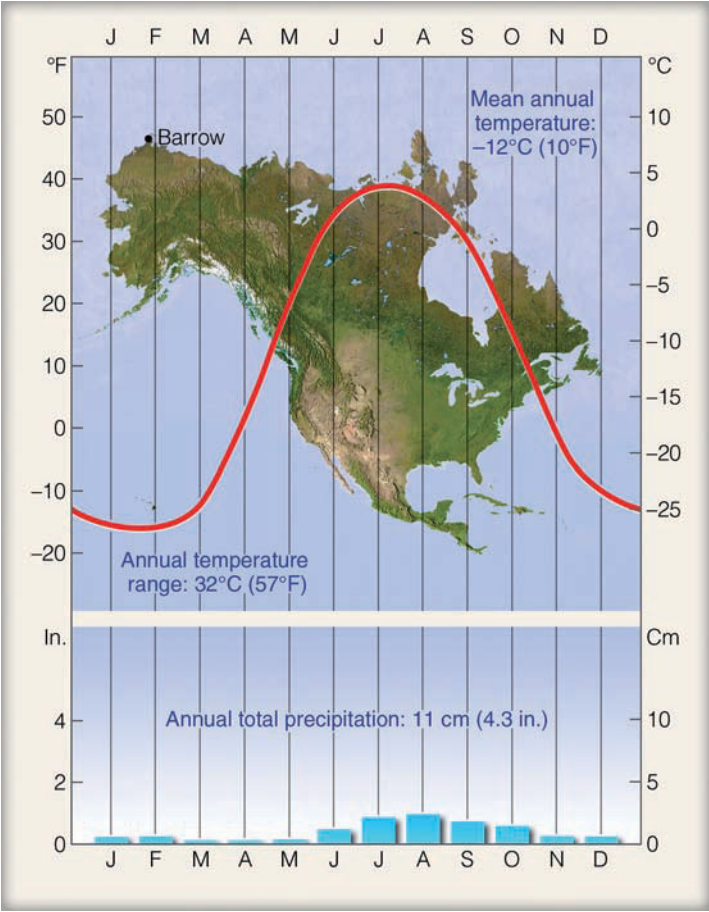 J F M A M J J A S O N D
°F °C
Mean annual
temperature:
–12°C (10°F)
50 10
Barrow
40 5
30 0
20 –5
10 –10
0 –15
–10 –20
–20 –25
Annual temperature
range: 32°C (57°F)
In. Cm
Annual total precipitation: 11 cm (4.3 in.)
4 10
2 5
0 0
J F M A M J J A S O N D